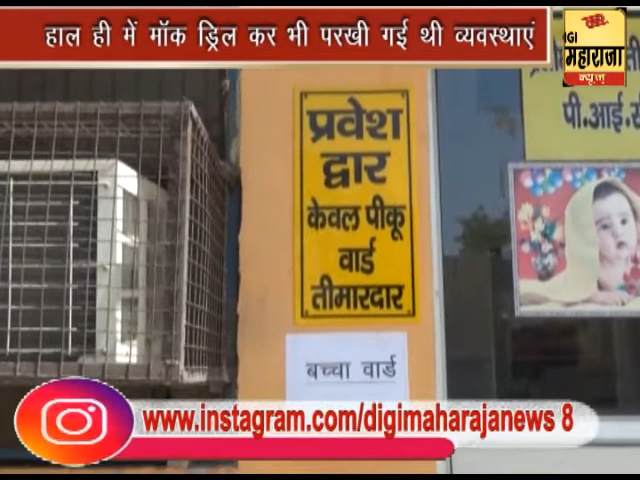 हाल ही में मॉक ड्रिल कर भी परखी गई थी व्यवस्थाएं
महाराजा
न्यूज़
प्रवेश
द्वार
केवल पीकू
वार्ड
तीमारदार
पी.आई.
बच्चा वार्ड
www.instagram.com/digimaharajanews 8